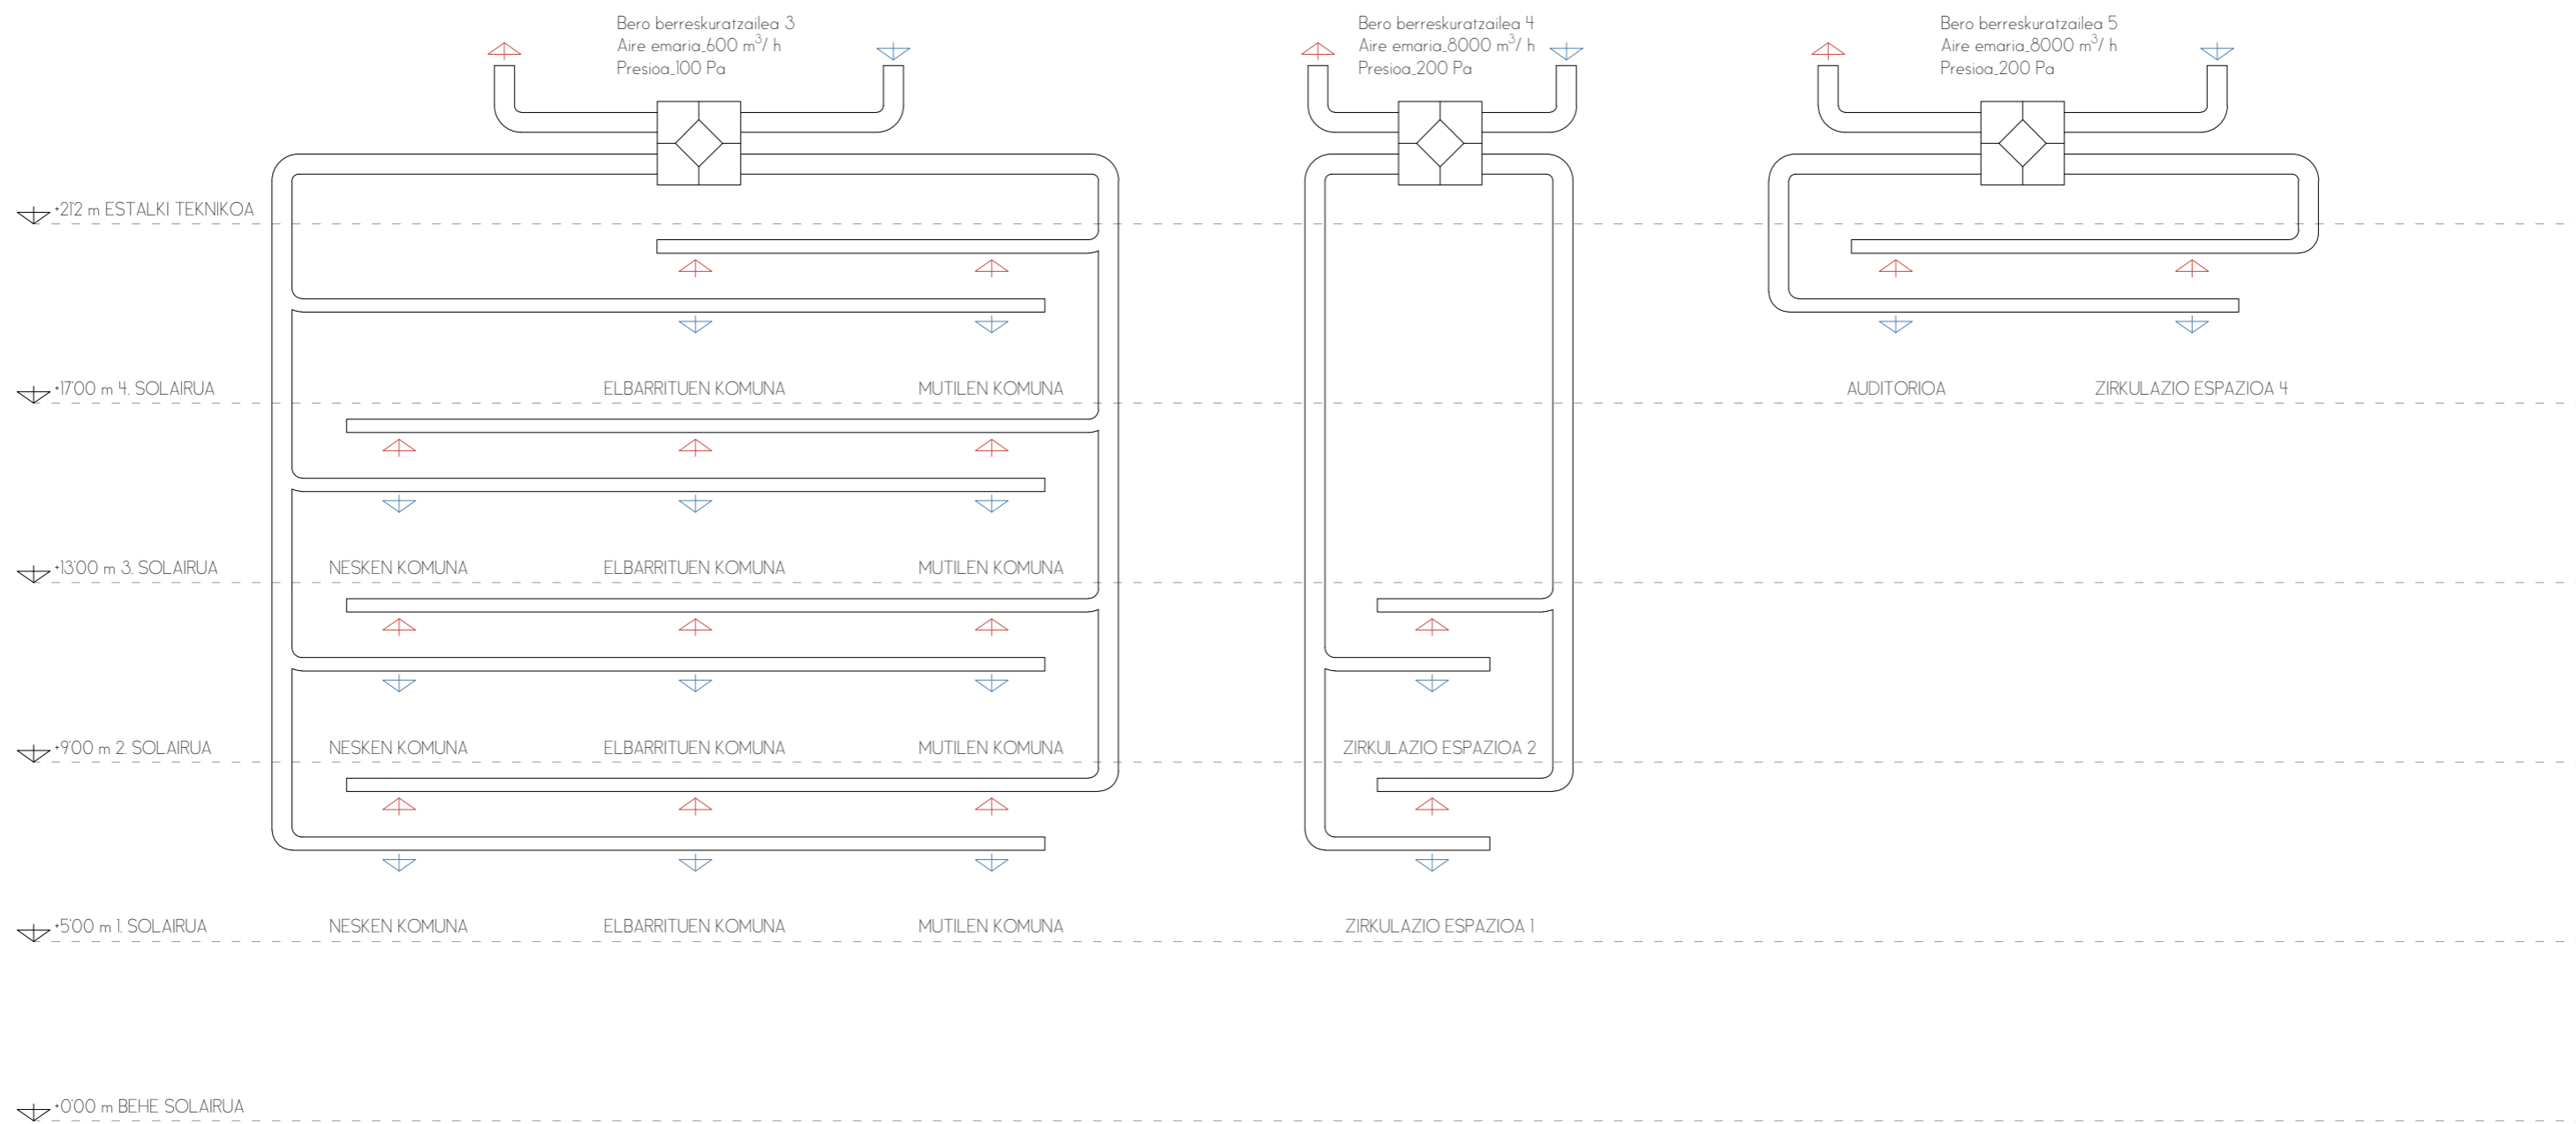 Bero berreskuratzailea 3
Aire emaria_600 m³/ h
Presioa_100 Pa
Bero berreskuratzailea 4
Aire emaria_8000 m³/ h
Presioa_200 Pa
Bero berreskuratzailea 5
Aire emaria_8000 m³/ h
Presioa_200 Pa
+21'2 m ESTALKI TEKNIKOA
+17'00 m 4. SOLAIRUA
ELBARRITUEN KOMUNA
MUTILEN KOMUNA
AUDITORIOA
ZIRKULAZIO ESPAZIOA 4
+13'00 m 3. SOLAIRUA
NESKEN KOMUNA
ELBARRITUEN KOMUNA
MUTILEN KOMUNA
+9'00 m 2. SOLAIRUA
NESKEN KOMUNA
ELBARRITUEN KOMUNA
MUTILEN KOMUNA
ZIRKULAZIO ESPAZIOA 2
+5'00 m 1. SOLAIRUA
NESKEN KOMUNA
ELBARRITUEN KOMUNA
MUTILEN KOMUNA
ZIRKULAZIO ESPAZIOA 1
+0'00 m BEHE SOLAIRUA